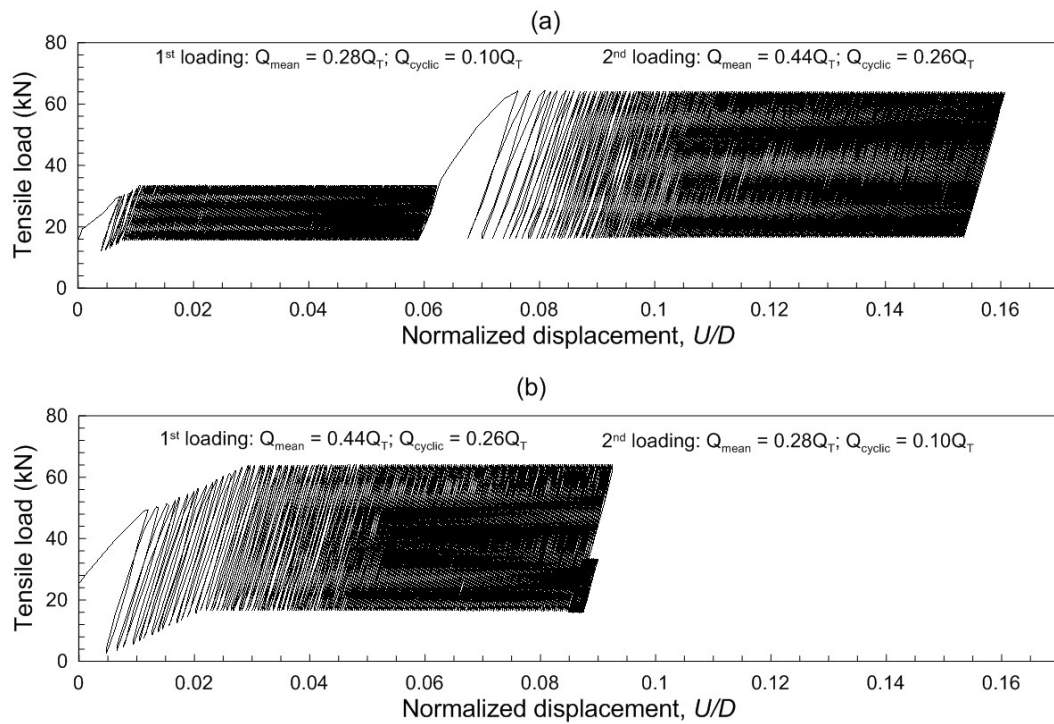 (a)
1st loading: Qmean = 0.28QT; Qcyclic = 0.10QT 2nd loading: Qmean = 0.44QT; Qcyclic = 0.26QT
Tensile load (kN)
80
60
40
20
0
0 0.02 0.04 0.06 0.08 0.1 0.12 0.14 0.16
Normalized displacement, U/D
(b)
1st loading: Qmean = 0.44QT; Qcyclic = 0.26QT 2nd loading: Qmean = 0.28QT; Qcyclic = 0.10QT
Tensile load (kN)
80
60
40
20
0
0 0.02 0.04 0.06 0.08 0.1 0.12 0.14 0.16
Normalized displacement, U/D